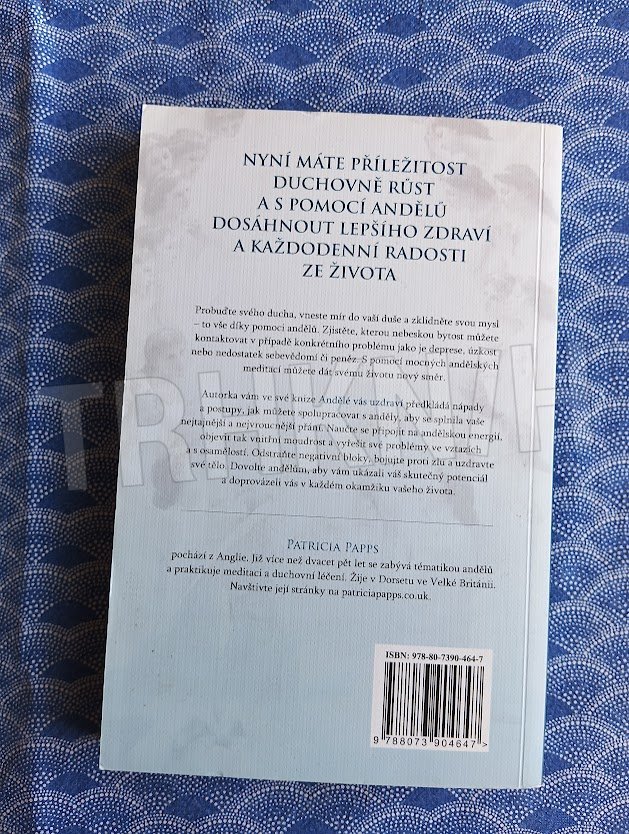 NYNÍ MÁTE PŘÍLEŽITOST
DUCHOVNĚ RŮST
A S POMOCÍ ANDĚLŮ
DOSÁHNOUT LEPŠÍHO ZDRAVÍ
A KAŽDODENNÍ RADOSTI
ZE ŽIVOTA
Probuďte svého ducha, vneste mír do vaší duše a zklidněte svou mysl
– to vše díky pomoci andělů. Zjistěte, kterou nebeskou bytost můžete
kontaktovat v případě konkrétního problému jako je deprese, úzkost
nebo nedostatek sebevědomí či peněz. S pomocí mocných andělských
meditací můžete dát svému životu nový směr.
Autorka vám ve své knize Andělé vás uzdraví předkládá nápady
a postupy, jak můžete spolupracovat s anděly, aby se splnila vaše
nejtajnější a nejvroucnější přání. Naučte se připojit na andělskou energii,
objevit tak vnitřní moudrost a vyřešit své problémy ve vztazích
a s osamělostí. Odstraňte negativní bloky, bojujte proti zlu a uzdravte
své tělo. Dovolte andělům, aby vám ukázali váš skutečný potenciál
a doprovázeli vás v každém okamžiku vašeho života.
PATRICIA PAPPS
pochází z Anglie. Již více než dvacet pět let se zabývá tématikou andělů
a praktikuje meditaci a duchovní léčení. Žije v Dorsetu ve Velké Británii.
Navštivte její stránky na patriciapapps.co.uk.
ISBN: 978-80-7390-464-7
9 788073 904647 >